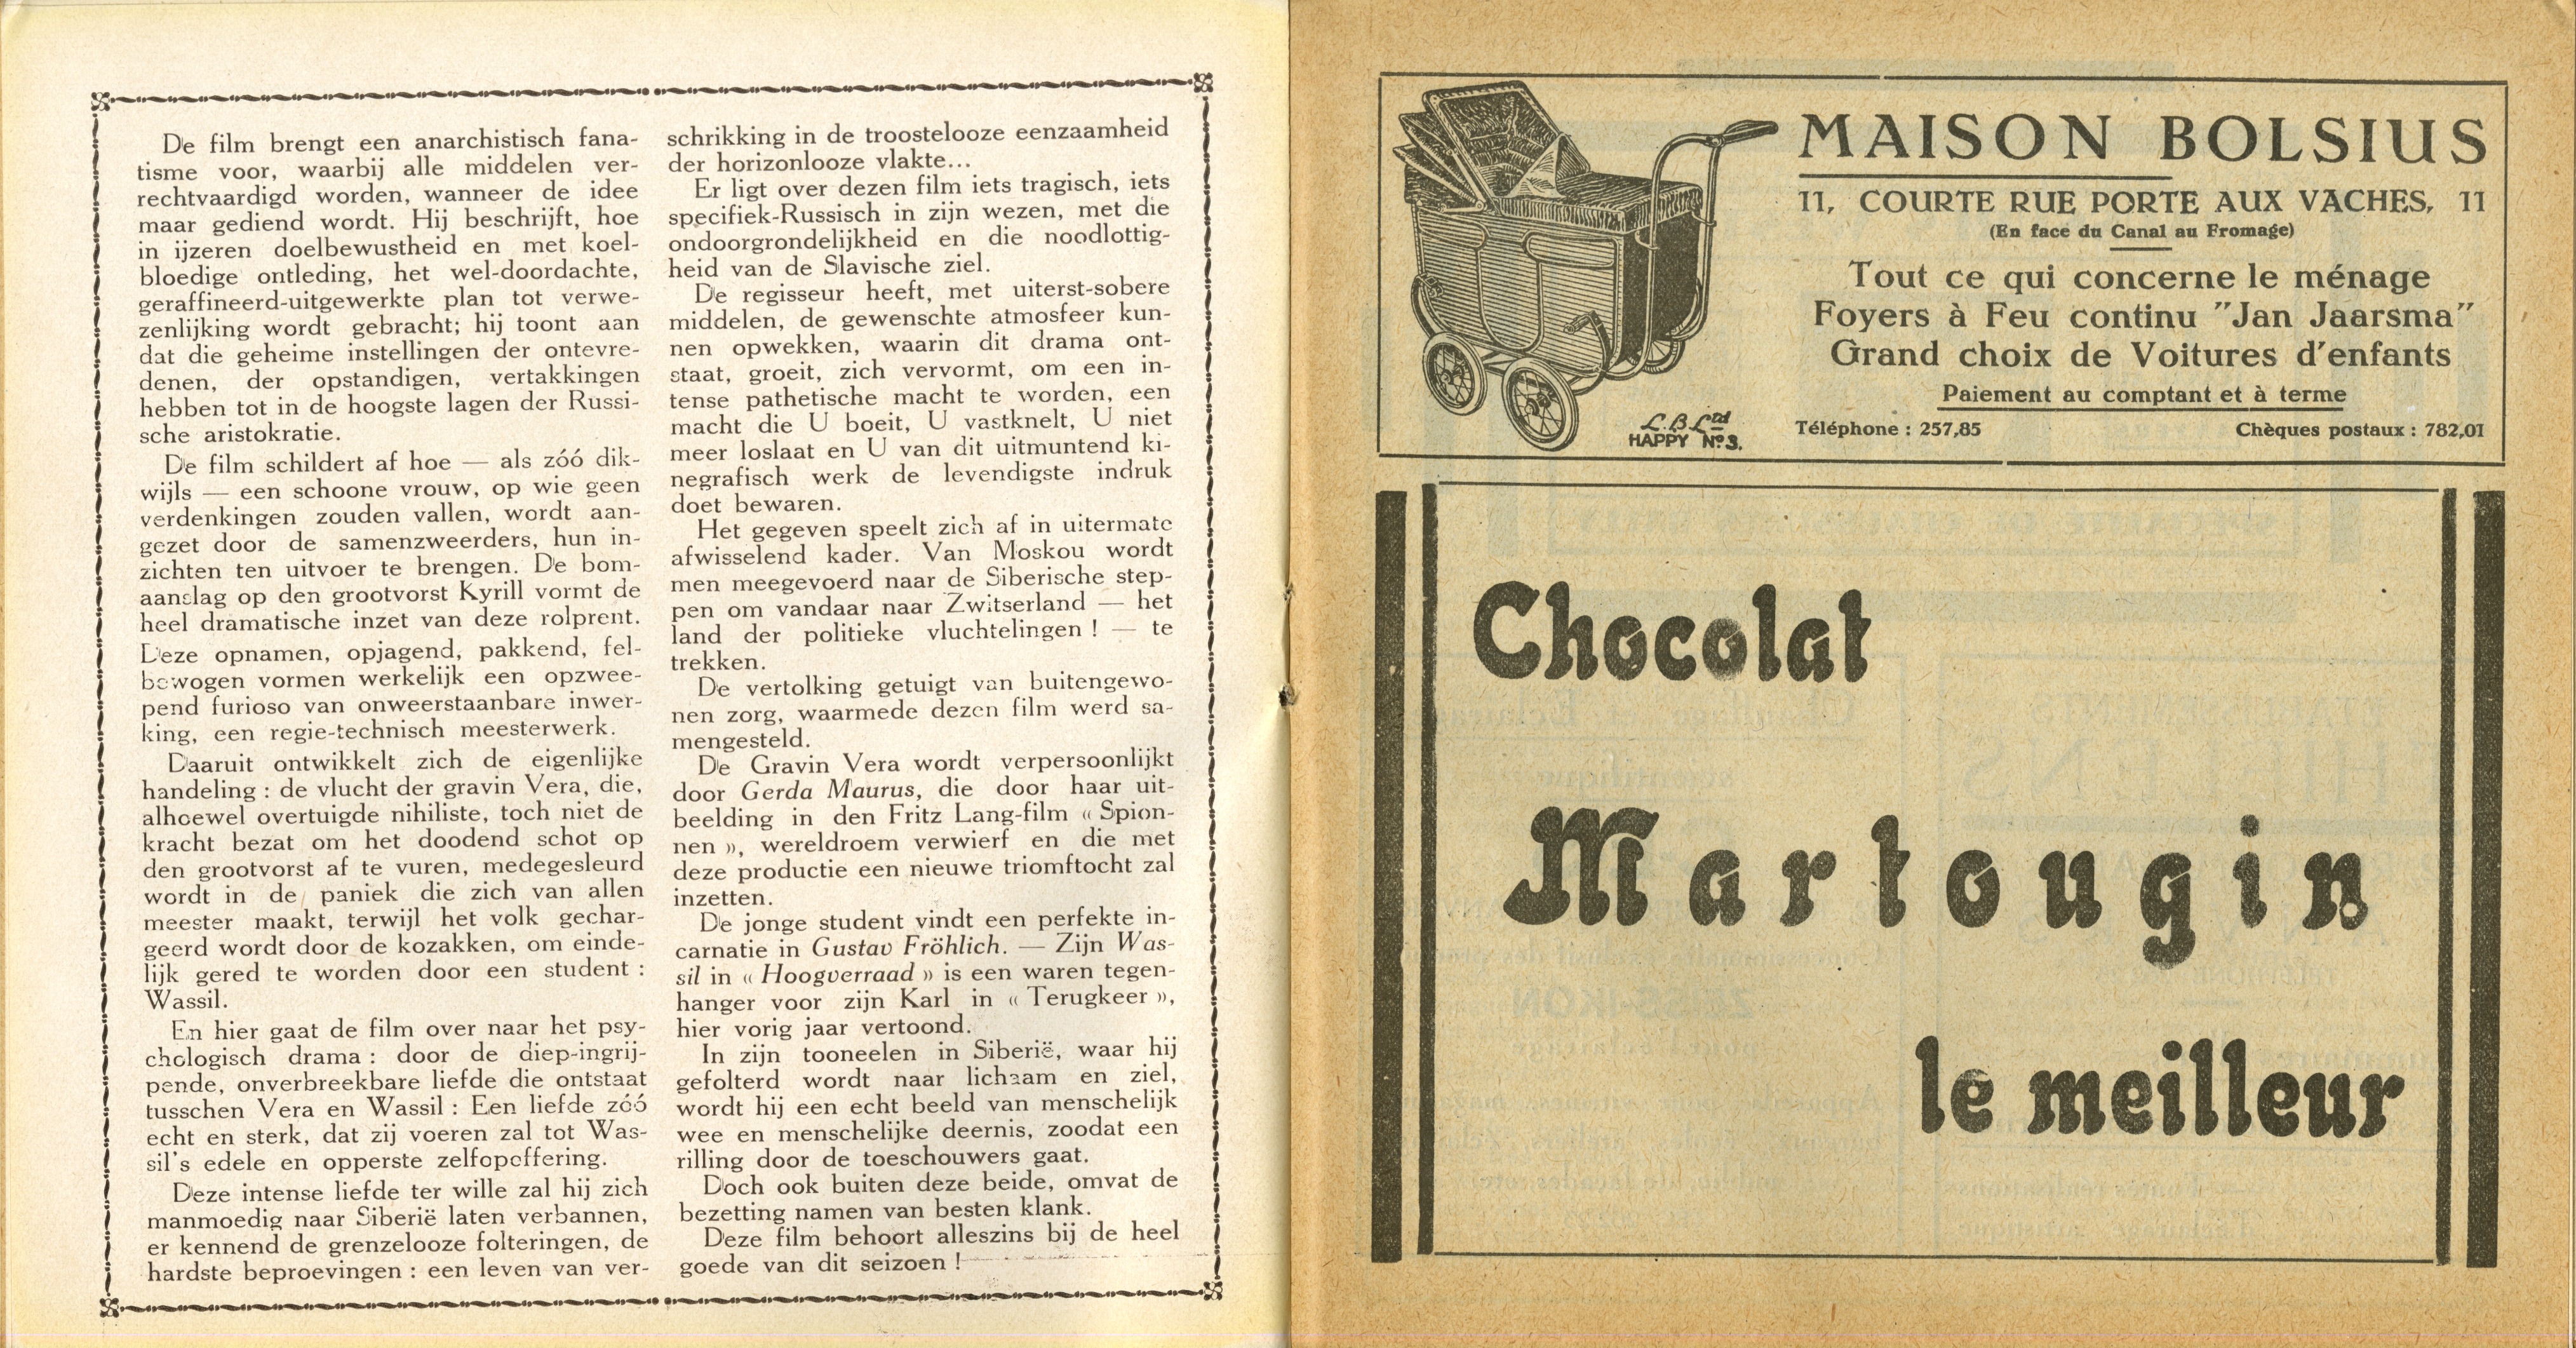 De film brengt een anarchistisch fana-
tisme voor, waarbij alle middelen ver-
rechtvaardigd worden, wanneer de idee
maar gediend wordt. Hij beschrijft, hoe
in ijzeren doelbewustheid en met koel-
bloedige ontleding, het wel-doordachte,
geraffineerd-uitgewerkte plan tot verwe-
zenlijking wordt gebracht; hij toont aan
dat die geheime instellingen der ontevre-
denen, der opstandigen, vertakkingen
hebben tot in de hoogste lagen der Russi-
sche aristokratie.
De film schildert af hoe — als zóó dik-
wijls — een schoone vrouw, op wie geen
verdenkingen zouden vallen, wordt aan-
gezet door de samenzweerders, hun in-
zichten ten uitvoer te brengen. De bom-
aanslag op den grootvorst Kyrill vormt de
heel dramatische inzet van deze rolprent.
Deze opnamen, opjagend, pakkend, fel-
bewogen vormen werkelijk een opzwee-
pend furioso van onweerstaanbare inwer-
king, een regie-technisch meesterwerk.
Daaruit ontwikkelt zich de eigenlijke
handeling : de vlucht der gravin Vera, die,
alhoewel overtuigde nihiliste, toch niet de
kracht bezat om het doodend schot op
den grootvorst af te vuren, medegesleurd
wordt in de paniek die zich van allen
meester maakt, terwijl het volk gechar-
geerd wordt door de kozakken, om einde-
lijk gered te worden door een student :
Wassil.
En hier gaat de film over naar het psy-
chologisch drama : door de diep-ingrij-
pende, onverbreekbare liefde die ontstaat
tusschen Vera en Wassil : Een liefde zóó
echt en sterk, dat zij voeren zal tot Was-
sil's edele en opperste zelfopoffering.
Deze intense liefde ter wille zal hij zich
manmoedig naar Siberië laten verbannen,
er kennend de grenzelooze folteringen, de
hardste beproevingen : een leven van ver-
schrikking in de troostelooze eenzaamheid
der horizonlooze vlakte...
Er ligt over dezen film iets tragisch, iets
specifiek-Russisch in zijn wezen, met die
ondoorgrondelijkheid en die noodlottig-
heid van de Slavische ziel.
De regisseur heeft, met uiterst-sobere
middelen, de gewenschte atmosfeer kun-
nen opwekken, waarin dit drama ont-
staat, groeit, zich vervormt, om een in-
tense pathetische macht te worden, een
macht die U boeit, U vastknelt, U niet
meer loslaat en U van dit uitmuntend ki-
negrafisch werk de levendigste indruk
doet bewaren.
Het gegeven speelt zich af in uitermate
afwisselend kader. Van Moskou wordt
men meegevoerd naar de Siberische step-
pen om vandaar naar Zwitserland — het
land der politieke vluchtelingen ! — te
trekken.
De vertolking getuigt van buitengewo-
nen zorg, waarmede dezen film werd sa-
mengesteld.
De Gravin Vera wordt verpersoonlijkt
door Gerda Maurus, die door haar uit-
beelding in den Fritz Lang-film « Spion-
nen », wereldroem verwierf en die met
deze productie een nieuwe triomftocht zal
inzetten.
De jonge student vindt een perfekte in-
carnatie in Gustav Fröhlich. — Zijn Was-
sil in « Hoogverraad » is een waren tegen-
hanger voor zijn Karl in « Terugkeer »,
hier vorig jaar vertoond.
In zijn tooneelen in Siberië, waar hij
gefolterd wordt naar lichaam en ziel,
wordt hij een echt beeld van menschelijk
wee en menschelijke deernis, zoodat een
rilling door de toeschouwers gaat.
Doch ook buiten deze beide, omvat de
bezetting namen van besten klank.
Deze film behoort alleszins bij de heel
goede van dit seizoen !
MAISON BOLSIUS
11, COURTE RUE PORTE AUX VACHES, 11
(En face du Canal au Fromage)
Tout ce qui concerne le ménage
Foyers à Feu continu "Jan Jaarsma"
Grand choix de Voitures d'enfants
Paiement au comptant et à terme
Téléphone : 257,85 Chèques postaux : 782,01
L.B Ltd
HAPPY No 3.
Chocolat
Martougin
le meilleur